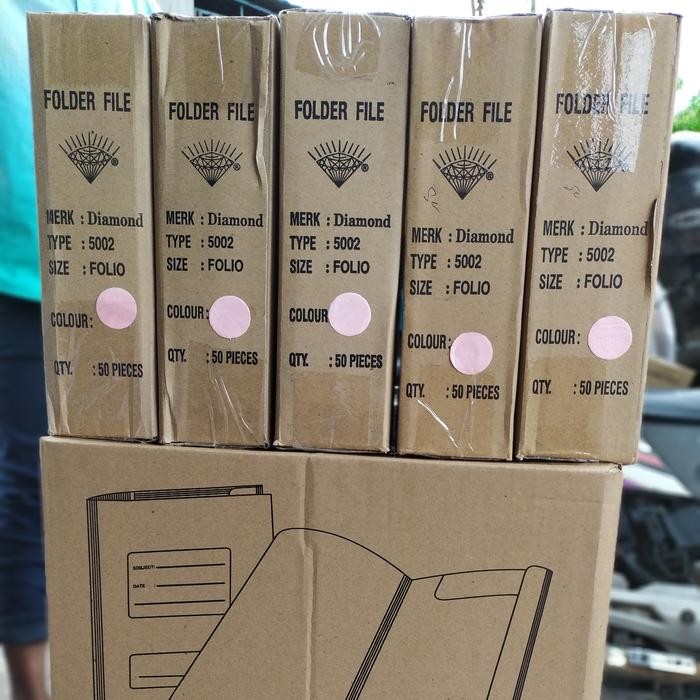 FOLDER FILE
®
MERK : Diamond
TYPE : 5002
SIZE : FOLIO
COLOUR:
QTY. : 50 PIECES
FOLDER FILE
®
MERK : Diamond
TYPE : 5002
SIZE : FOLIO
COLOUR:
QTY. : 50 PIECES
FOLDER FILE
®
MERK : Diamond
TYPE : 5002
SIZE : FOLIO
COLOUR
QTY. : 50 PIECES
FOLDER FILE
®
MERK : Diamond
TYPE : 5002
SIZE : FOLIO
COLOUR:
QTY. : 50 PIECES
FOLDER FILE
MERK : Diamond
TYPE : 5002
SIZE : FOLIO
COLOUR:
QTY. : 50 PIECES
SUBJECT:
DATE :